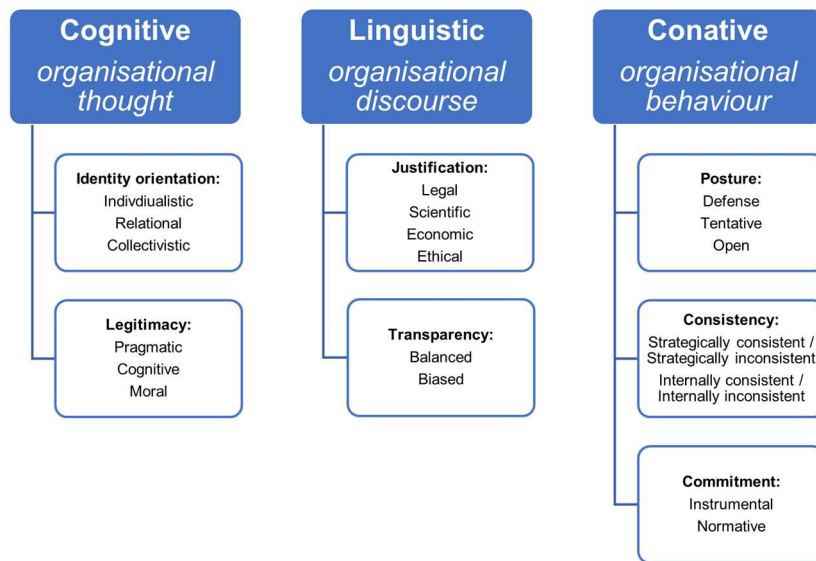 Cognitive
organisational
thought
Identity orientation:
Indivdiualistic
Relational
Collectivistic
Legitimacy:
Pragmatic
Cognitive
Moral
Linguistic
organisational
discourse
Justification:
Legal
Scientific
Economic
Ethical
Transparency:
Balanced
Biased
Conative
organisational
behaviour
Posture:
Defense
Tentative
Open
Consistency:
Strategically consistent /
Strategically inconsistent
Internally consistent /
Internally inconsistent
Commitment:
Instrumental
Normative